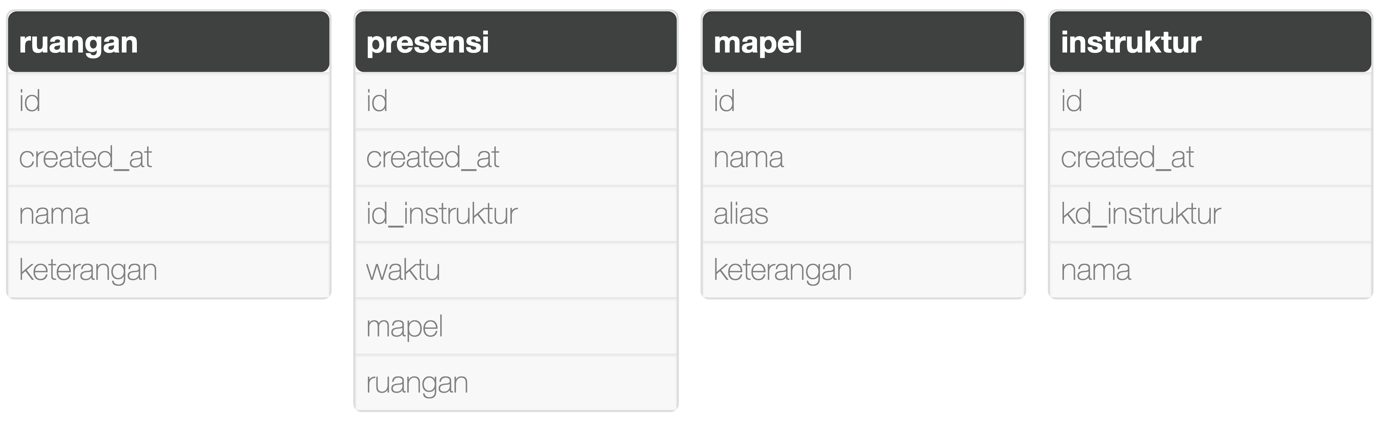 ruangan
id
created_at
nama
keterangan
presensi
id
created_at
id_instruktur
waktu
mapel
ruangan
mapel
id
nama
alias
keterangan
instruktur
id
created_at
kd_instruktur
nama